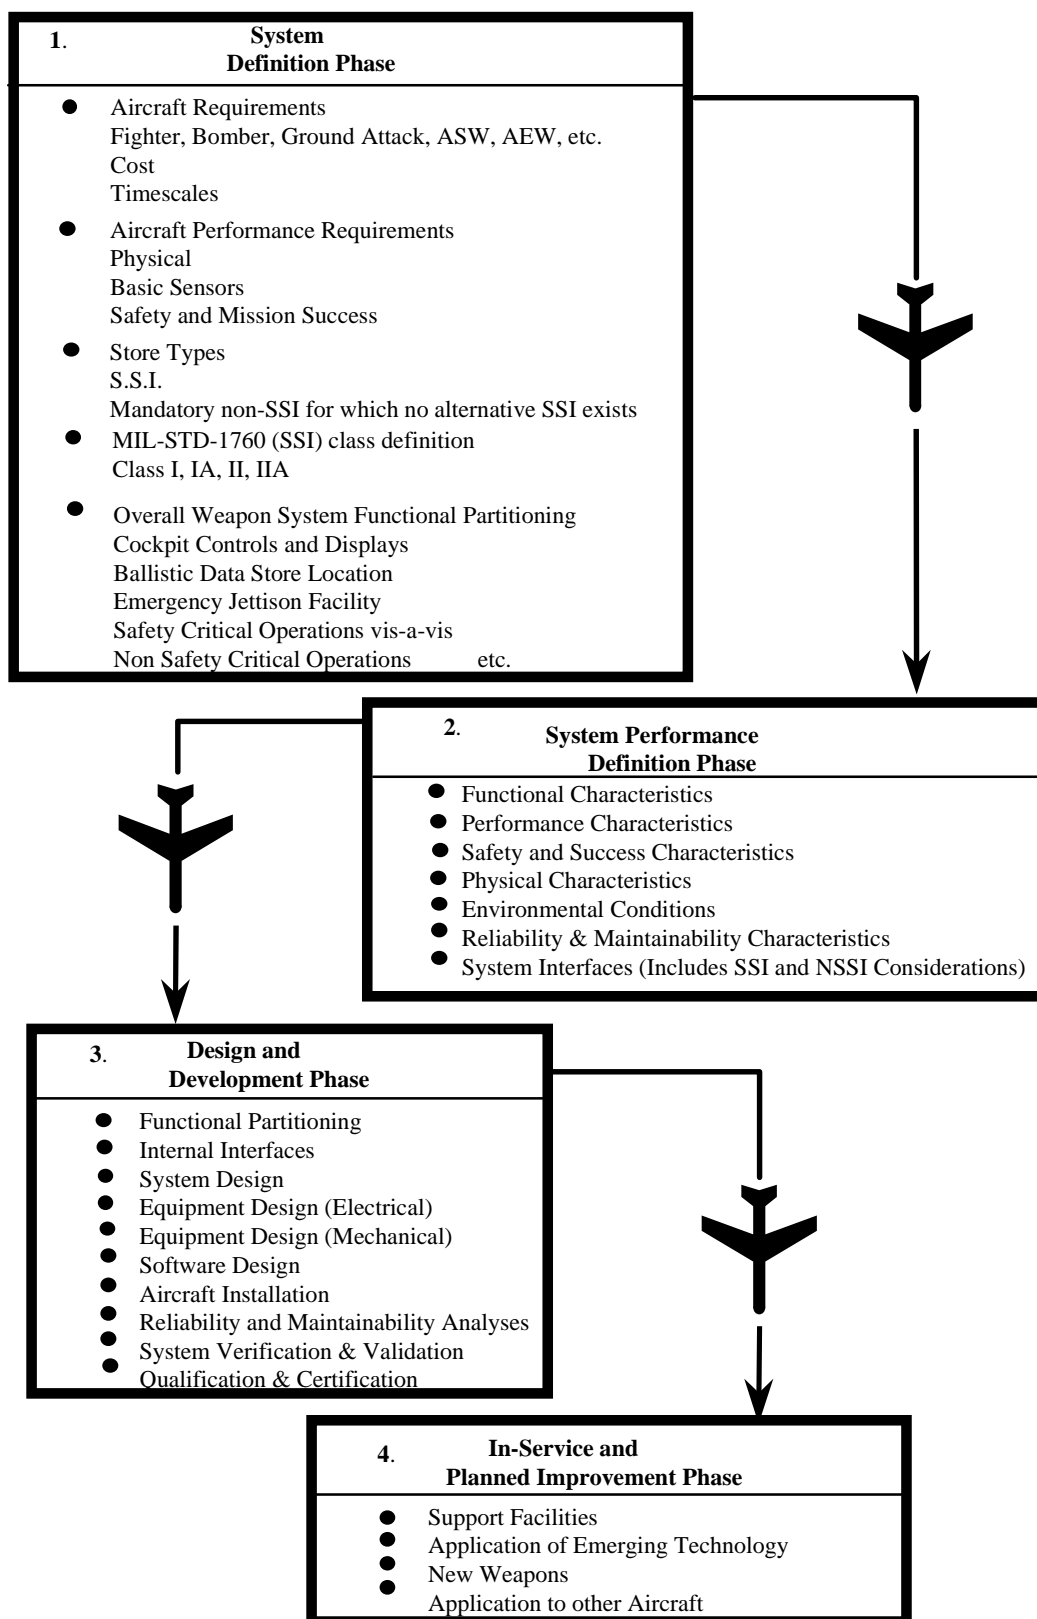 1. System
Definition Phase
● Aircraft Requirements
Fighter, Bomber, Ground Attack, ASW, AEW, etc.
Cost
Timescales
● Aircraft Performance Requirements
Physical
Basic Sensors
Safety and Mission Success
● Store Types
S.S.I.
Mandatory non-SSI for which no alternative SSI exists
● MIL-STD-1760 (SSI) class definition
Class I, IA, II, IIA
● Overall Weapon System Functional Partitioning
Cockpit Controls and Displays
Ballistic Data Store Location
Emergency Jettison Facility
Safety Critical Operations vis-a-vis
Non Safety Critical Operations etc.
2. System Performance
Definition Phase
● Functional Characteristics
● Performance Characteristics
● Safety and Success Characteristics
● Physical Characteristics
● Environmental Conditions
● Reliability & Maintainability Characteristics
● System Interfaces (Includes SSI and NSSI Considerations)
3. Design and
Development Phase
● Functional Partitioning
● Internal Interfaces
● System Design
● Equipment Design (Electrical)
● Equipment Design (Mechanical)
● Software Design
● Aircraft Installation
● Reliability and Maintainability Analyses
● System Verification & Validation
● Qualification & Certification
4. In-Service and
Planned Improvement Phase
● Support Facilities
● Application of Emerging Technology
● New Weapons
● Application to other Aircraft